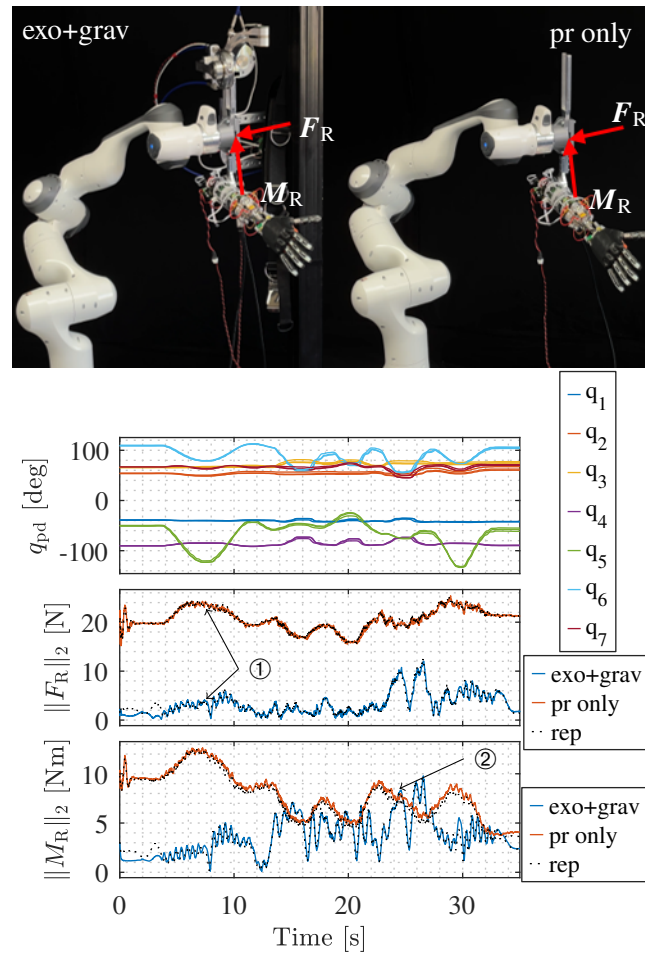 exo+grav
pr only
F_R
F_R
M_R
M_R
q_1
q_2
q_3
q_4
q_5
q_6
q_7
100
0
-100
q_pd [deg]
20
10
0
||F_R||_2 [N]
①
exo+grav
pr only
rep
10
5
0
||M_R||_2 [Nm]
②
exo+grav
pr only
rep
0
10
20
30
Time [s]